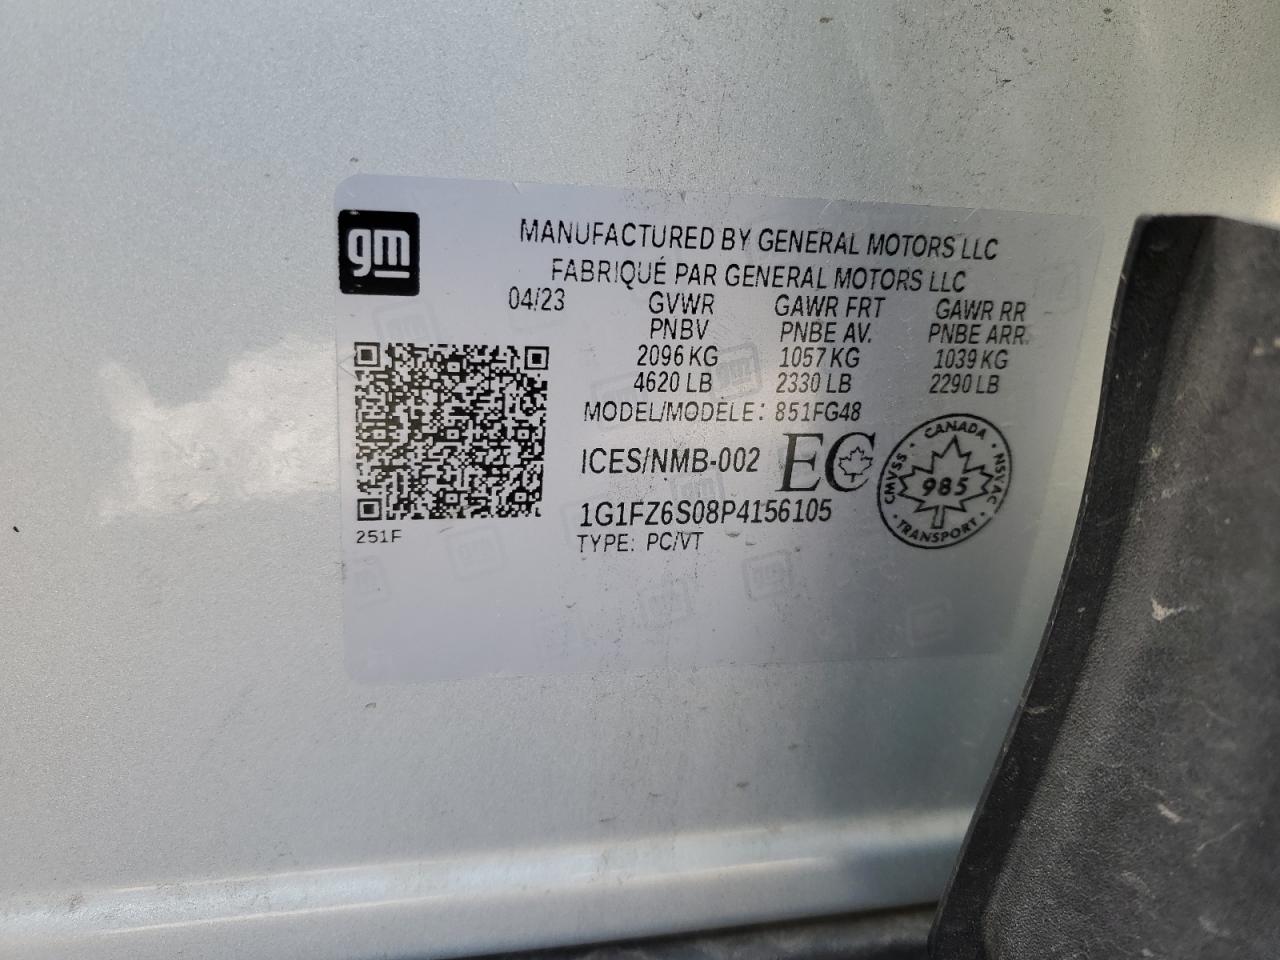 gm
MANUFACTURED BY GENERAL MOTORS LLC
FABRIQUÉ PAR GENERAL MOTORS LLC
04/23 GVWR GAWR FRT GAWR RR
PNBV PNBE AV. PNBE ARR.
2096 KG 1057 KG 1039 KG
4620 LB 2330 LB 2290 LB
MODEL/MODÈLE: 851FG48
ICES/NMB-002 EC
CANADA
CMVSS · NSVAC
985
TRANSPORT
1G1FZ6S08P4156105
TYPE: PC/VT
251F